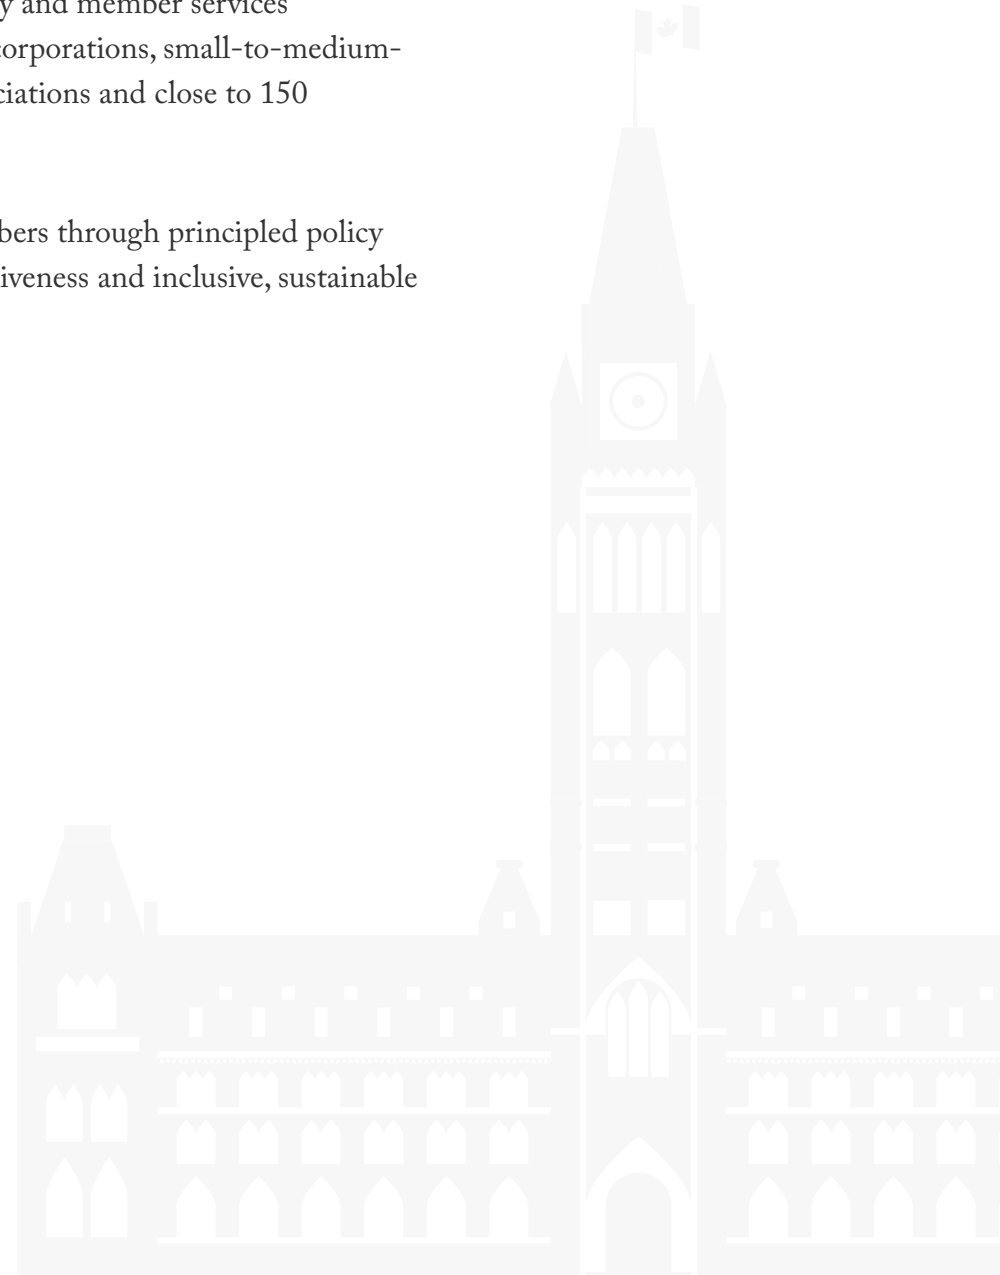 y and member services
corporations, small-to-medium-
ciations and close to 150
bers through principled policy
iveness and inclusive, sustainable